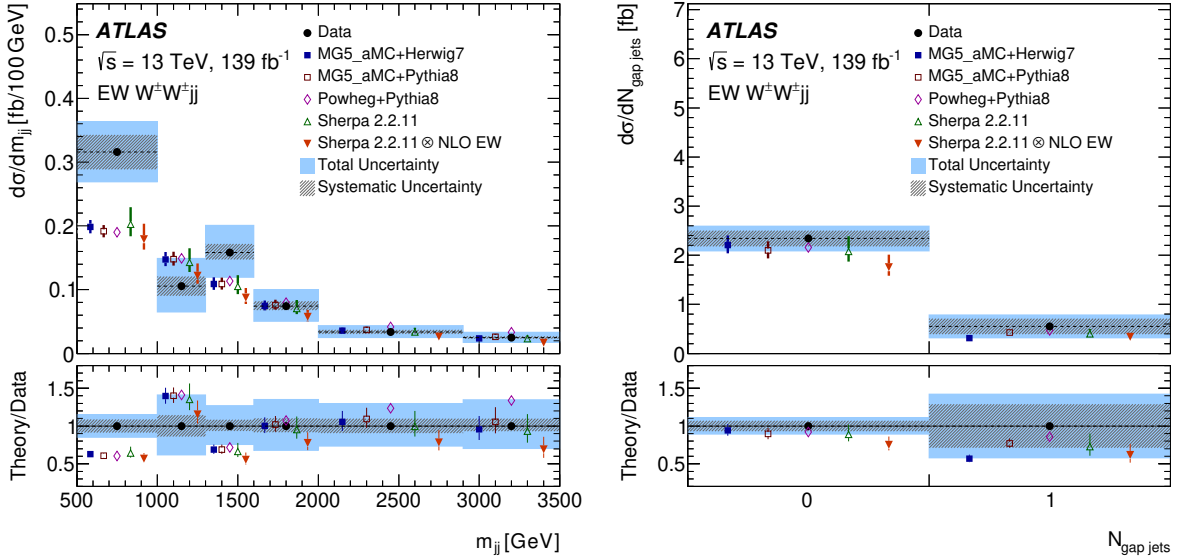 dσ/dm_jj [fb/100 GeV]
0.5
0.4
0.3
0.2
0.1
0
ATLAS
√s = 13 TeV, 139 fb⁻¹
EW W±W±jj
Data
MG5_aMC+Herwig7
MG5_aMC+Pythia8
Powheg+Pythia8
Sherpa 2.2.11
Sherpa 2.2.11 ⊗ NLO EW
Total Uncertainty
Systematic Uncertainty
Theory/Data
1.5
1
0.5
500 1000 1500 2000 2500 3000 3500
m_jj [GeV]
dσ/dN_gap jets [fb]
7
6
5
4
3
2
1
0
ATLAS
√s = 13 TeV, 139 fb⁻¹
EW W±W±jj
Data
MG5_aMC+Herwig7
MG5_aMC+Pythia8
Powheg+Pythia8
Sherpa 2.2.11
Sherpa 2.2.11 ⊗ NLO EW
Total Uncertainty
Systematic Uncertainty
Theory/Data
1.5
1
0.5
0 1
N_gap jets